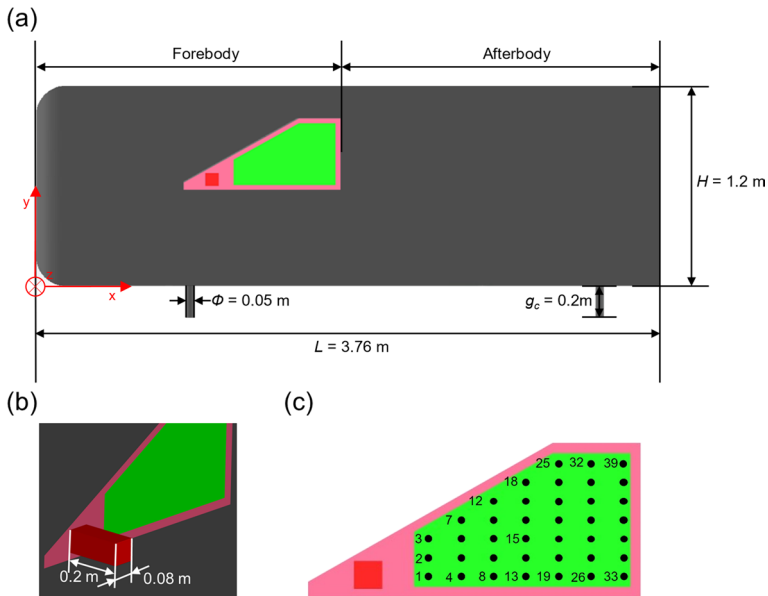 (a)
Forebody
Afterbody
H = 1.2 m
y
z
x
Φ = 0.05 m
g_c = 0.2m
L = 3.76 m
(b)
0.2 m
0.08 m
(c)
25 32 39
18
12
7
3 15
2
1 4 8 13 19 26 33